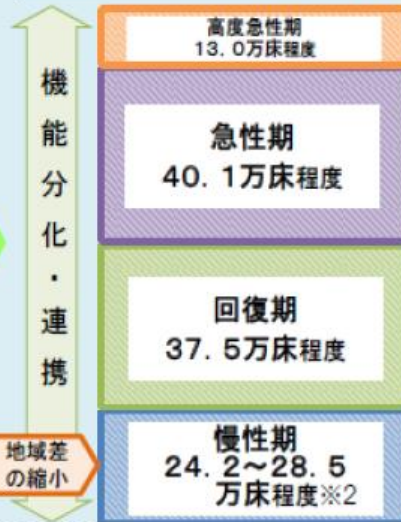 機能分化・連携
高度急性期
13.0万床程度
急性期
40.1万床程度
回復期
37.5万床程度
地域差
の縮小
慢性期
24.2～28.5
万床程度※2